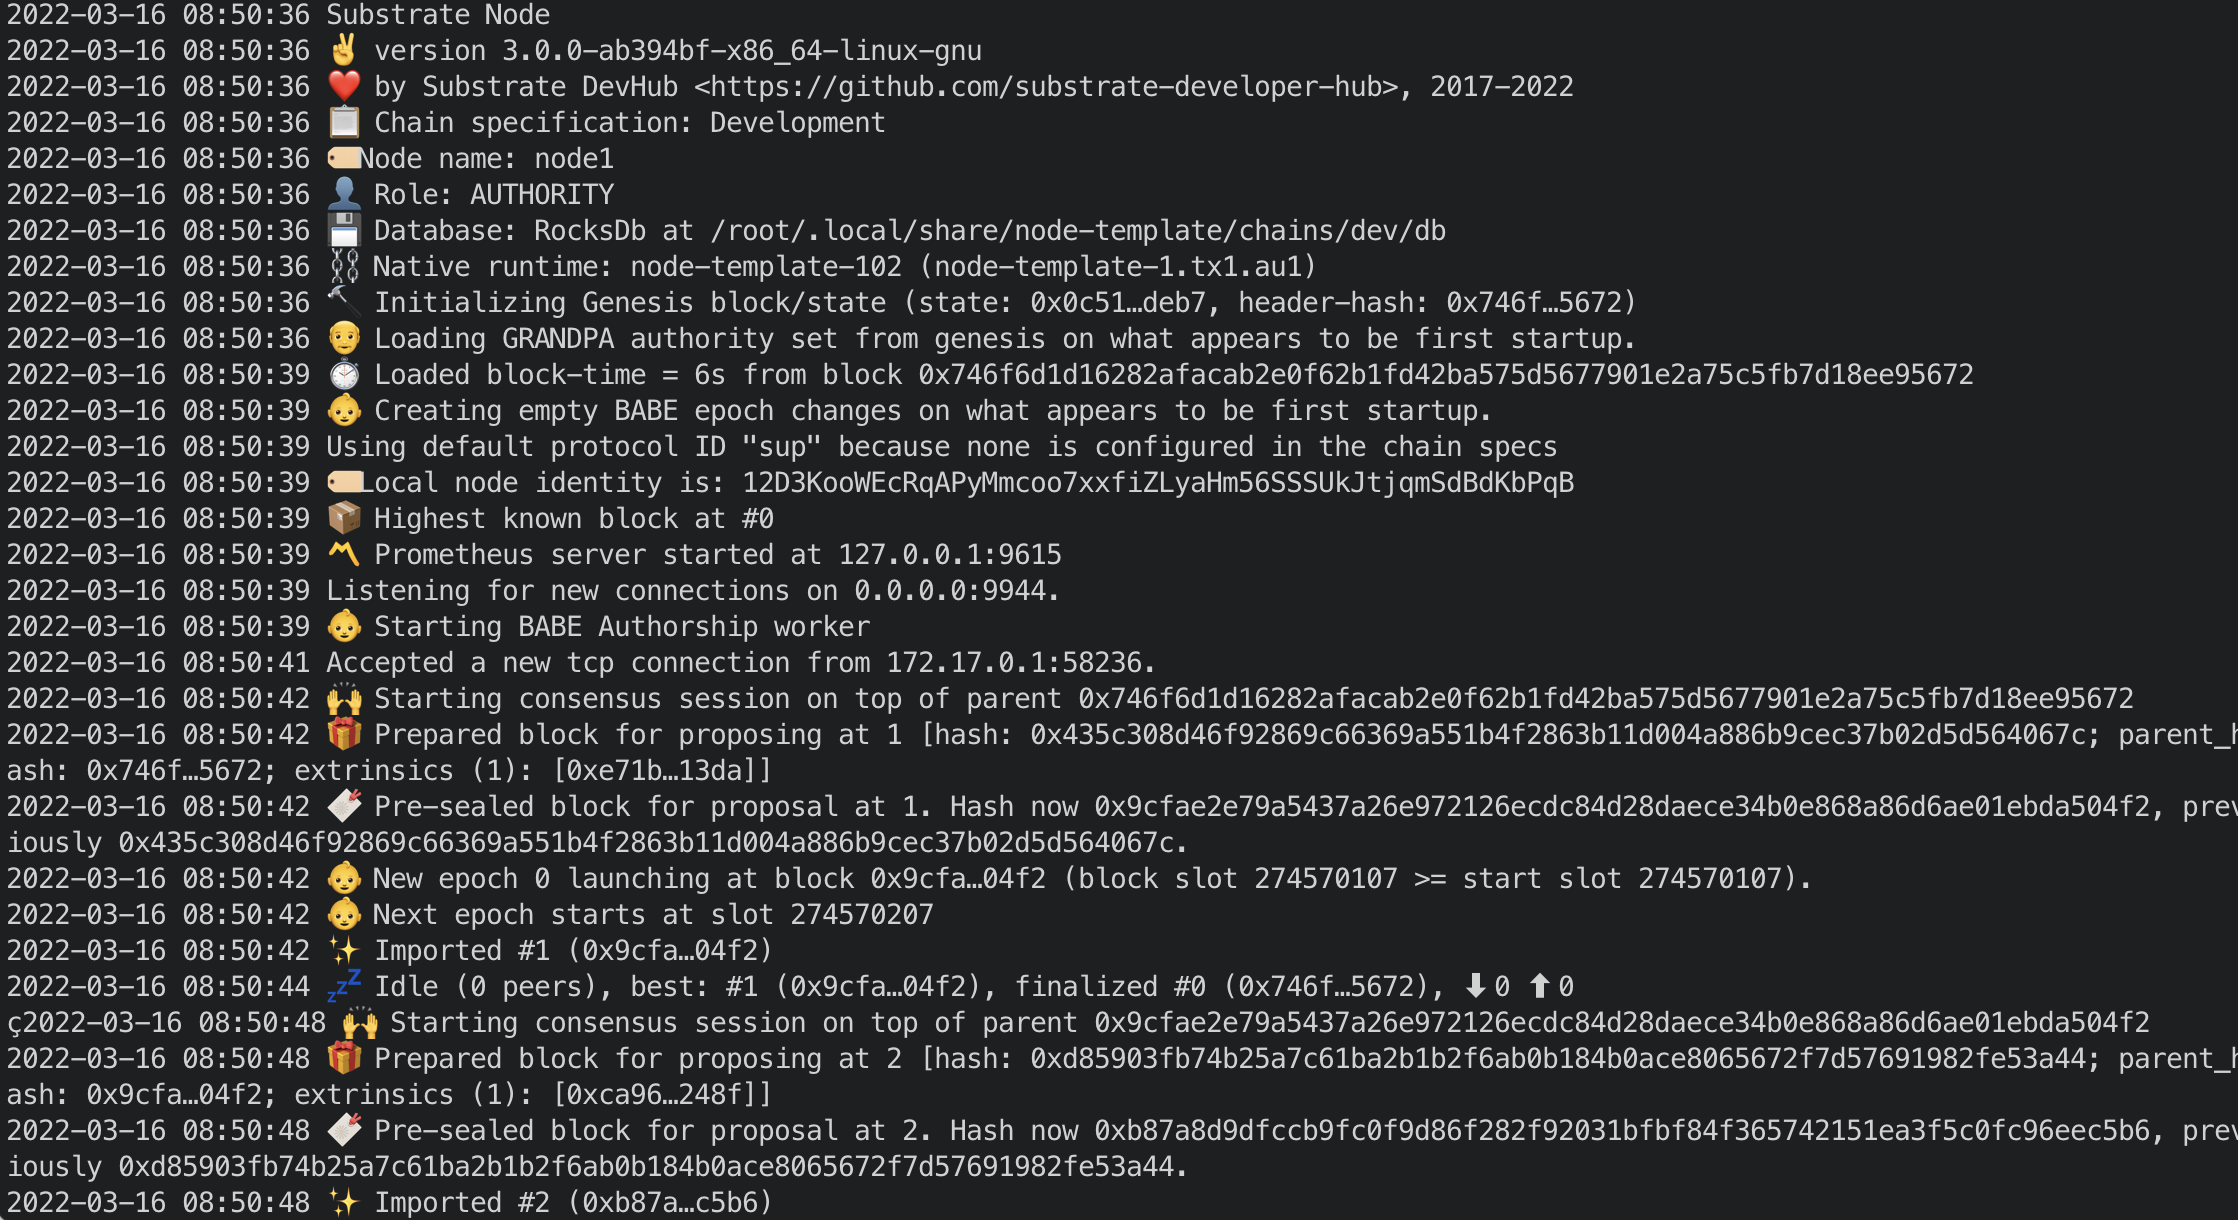 2022-03-16 08:50:36 Substrate Node
2022-03-16 08:50:36 ✌️ version 3.0.0-ab394bf-x86_64-linux-gnu
2022-03-16 08:50:36 ❤️ by Substrate DevHub <https://github.com/substrate-developer-hub>, 2017-2022
2022-03-16 08:50:36 📋 Chain specification: Development
2022-03-16 08:50:36 🏷 Node name: node1
2022-03-16 08:50:36 👤 Role: AUTHORITY
2022-03-16 08:50:36 💾 Database: RocksDb at /root/.local/share/node-template/chains/dev/db
2022-03-16 08:50:36 ⛓ Native runtime: node-template-102 (node-template-1.tx1.au1)
2022-03-16 08:50:36 🔨 Initializing Genesis block/state (state: 0x0c51…deb7, header-hash: 0x746f…5672)
2022-03-16 08:50:36 👴 Loading GRANDPA authority set from genesis on what appears to be first startup.
2022-03-16 08:50:39 ⏱ Loaded block-time = 6s from block 0x746f6d1d16282afacab2e0f62b1fd42ba575d5677901e2a75c5fb7d18ee95672
2022-03-16 08:50:39 👶 Creating empty BABE epoch changes on what appears to be first startup.
2022-03-16 08:50:39 Using default protocol ID "sup" because none is configured in the chain specs
2022-03-16 08:50:39 🏷 Local node identity is: 12D3KooWEcRqAPyMmcoo7xxfiZLyaHm56SSSUkJtjqmSdBdKbPqB
2022-03-16 08:50:39 📦 Highest known block at #0
2022-03-16 08:50:39 〽️ Prometheus server started at 127.0.0.1:9615
2022-03-16 08:50:39 Listening for new connections on 0.0.0.0:9944.
2022-03-16 08:50:39 👶 Starting BABE Authorship worker
2022-03-16 08:50:41 Accepted a new tcp connection from 172.17.0.1:58236.
2022-03-16 08:50:42 🙌 Starting consensus session on top of parent 0x746f6d1d16282afacab2e0f62b1fd42ba575d5677901e2a75c5fb7d18ee95672
2022-03-16 08:50:42 🎁 Prepared block for proposing at 1 [hash: 0x435c308d46f92869c66369a551b4f2863b11d004a886b9cec37b02d5d564067c; parent_h
ash: 0x746f…5672; extrinsics (1): [0xe71b…13da]]
2022-03-16 08:50:42 🔖 Pre-sealed block for proposal at 1. Hash now 0x9cfae2e79a5437a26e972126ecdc84d28daece34b0e868a86d6ae01ebda504f2, prev
iously 0x435c308d46f92869c66369a551b4f2863b11d004a886b9cec37b02d5d564067c.
2022-03-16 08:50:42 👶 New epoch 0 launching at block 0x9cfa…04f2 (block slot 274570107 >= start slot 274570107).
2022-03-16 08:50:42 👶 Next epoch starts at slot 274570207
2022-03-16 08:50:42 ✨ Imported #1 (0x9cfa…04f2)
2022-03-16 08:50:44 💤 Idle (0 peers), best: #1 (0x9cfa…04f2), finalized #0 (0x746f…5672), ⬇ 0 ⬆ 0
ç2022-03-16 08:50:48 🙌 Starting consensus session on top of parent 0x9cfae2e79a5437a26e972126ecdc84d28daece34b0e868a86d6ae01ebda504f2
2022-03-16 08:50:48 🎁 Prepared block for proposing at 2 [hash: 0xd85903fb74b25a7c61ba2b1b2f6ab0b184b0ace8065672f7d57691982fe53a44; parent_h
ash: 0x9cfa…04f2; extrinsics (1): [0xca96…248f]]
2022-03-16 08:50:48 🔖 Pre-sealed block for proposal at 2. Hash now 0xb87a8d9dfccb9fc0f9d86f282f92031bfbf84f365742151ea3f5c0fc96eec5b6, prev
iously 0xd85903fb74b25a7c61ba2b1b2f6ab0b184b0ace8065672f7d57691982fe53a44.
2022-03-16 08:50:48 ✨ Imported #2 (0xb87a…c5b6)